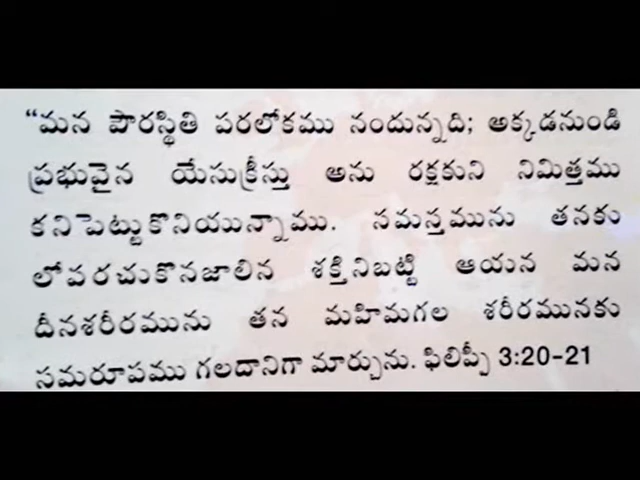 “మన పౌరస్థితి పరలోకము నందున్నది; అక్కడనుండి
ప్రభువైన యేసుక్రీస్తు అను రక్షకుని నిమిత్తము
కనిపెట్టుకొనియున్నాము. సమస్తమును తనకు
లోపరచుకొనజాలిన శక్తినిబట్టి ఆయన మన
దీనశరీరమును తన మహిమగల శరీరమునకు
సమరూపము గలదానిగా మార్చును. ఫిలిప్పీ 3:20-21